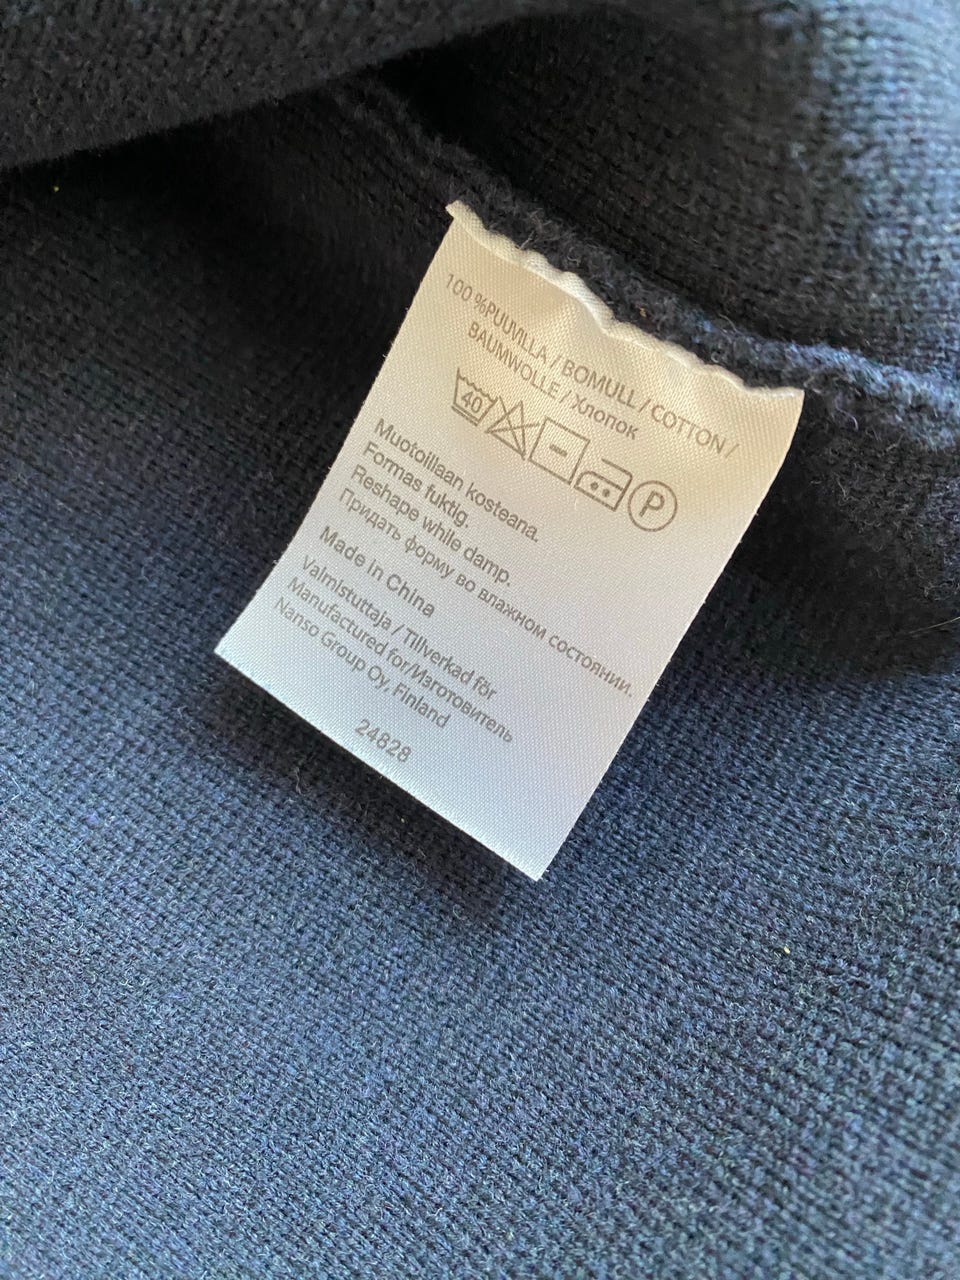 100 %PUUVILLA / BOMULL / COTTON /
BAUMWOLLE / Хлопок
40 P
Muotoillaan kosteana.
Formas fuktig.
Reshape while damp.
Придать форму во влажном состоянии.
Made in China
Valmistuttaja / Tillverkad för
Manufactured for/Изготовитель
Nanso Group Oy, Finland
24828